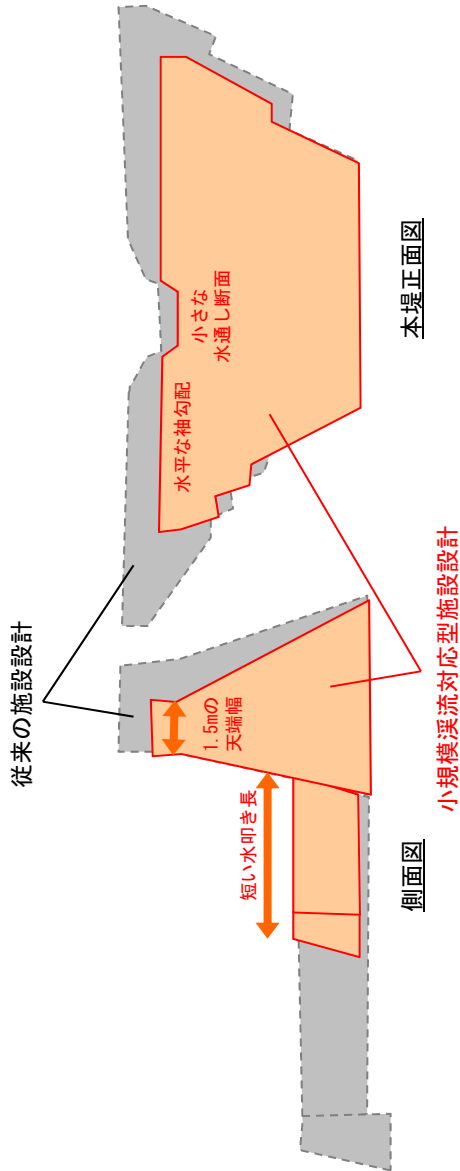 従来の施設設計
1.5mの
天端幅
短い水叩き長
側面図
水平な袖勾配
小さな
水通し断面
本堤正面図
小規模渓流対応型施設設計